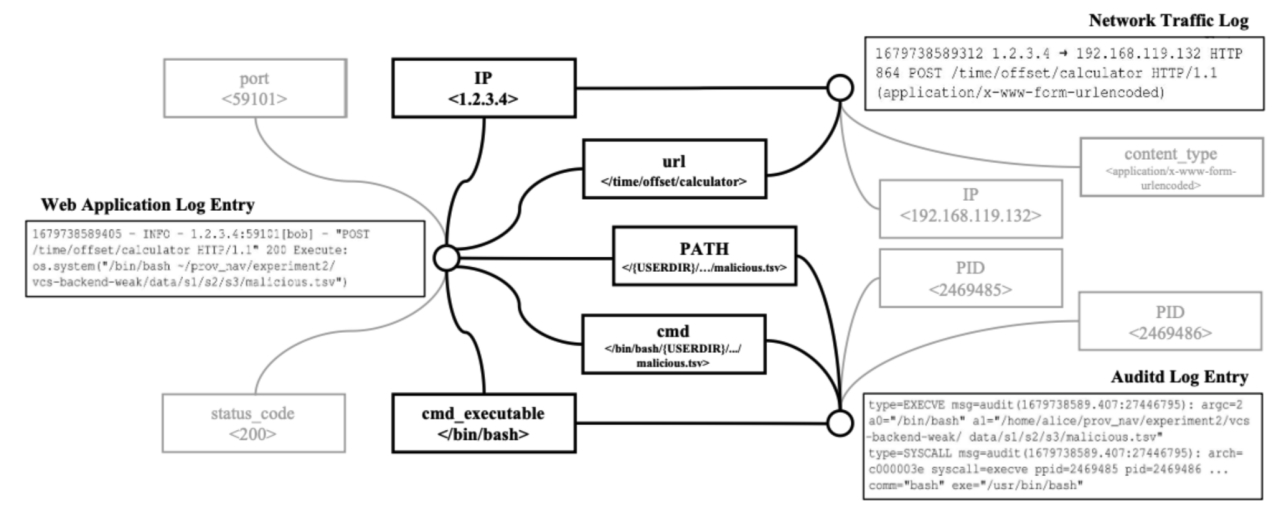 Network Traffic Log
1679738589312 1.2.3.4 → 192.168.119.132 HTTP
864 POST /time/offset/calculator HTTP/1.1
(application/x-www-form-urlencoded)
port
<59101>
IP
<1.2.3.4>
url
</time/offset/calculator>
content_type
<application/x-www-form-
urlencoded>
IP
<192.168.119.132>
Web Application Log Entry
1679738589405 - INFO - 1.2.3.4:59101[bob] - "POST
/time/offset/calculator HTTP/1.1" 200 Execute:
os.system("/bin/bash ~/prov_nav/experiment2/
vcs-backend-weak/data/s1/s2/s3/malicious.tsv")
PATH
</{USERDIR}/.../malicious.tsv>
PID
<2469485>
PID
<2469486>
cmd
</bin/bash/{USERDIR}/.../
malicious.tsv>
status_code
<200>
cmd_executable
</bin/bash>
Auditd Log Entry
type=EXECVE msg=audit(1679738589.407:27446795): argc=2
a0="/bin/bash" a1="/home/alice/prov_nav/experiment2/vcs
-backend-weak/ data/s1/s2/s3/malicious.tsv"
type=SYSCALL msg=audit(1679738589.407:27446795): arch=
c000003e syscall=execve ppid=2469485 pid=2469486 ...
comm="bash" exe="/usr/bin/bash"